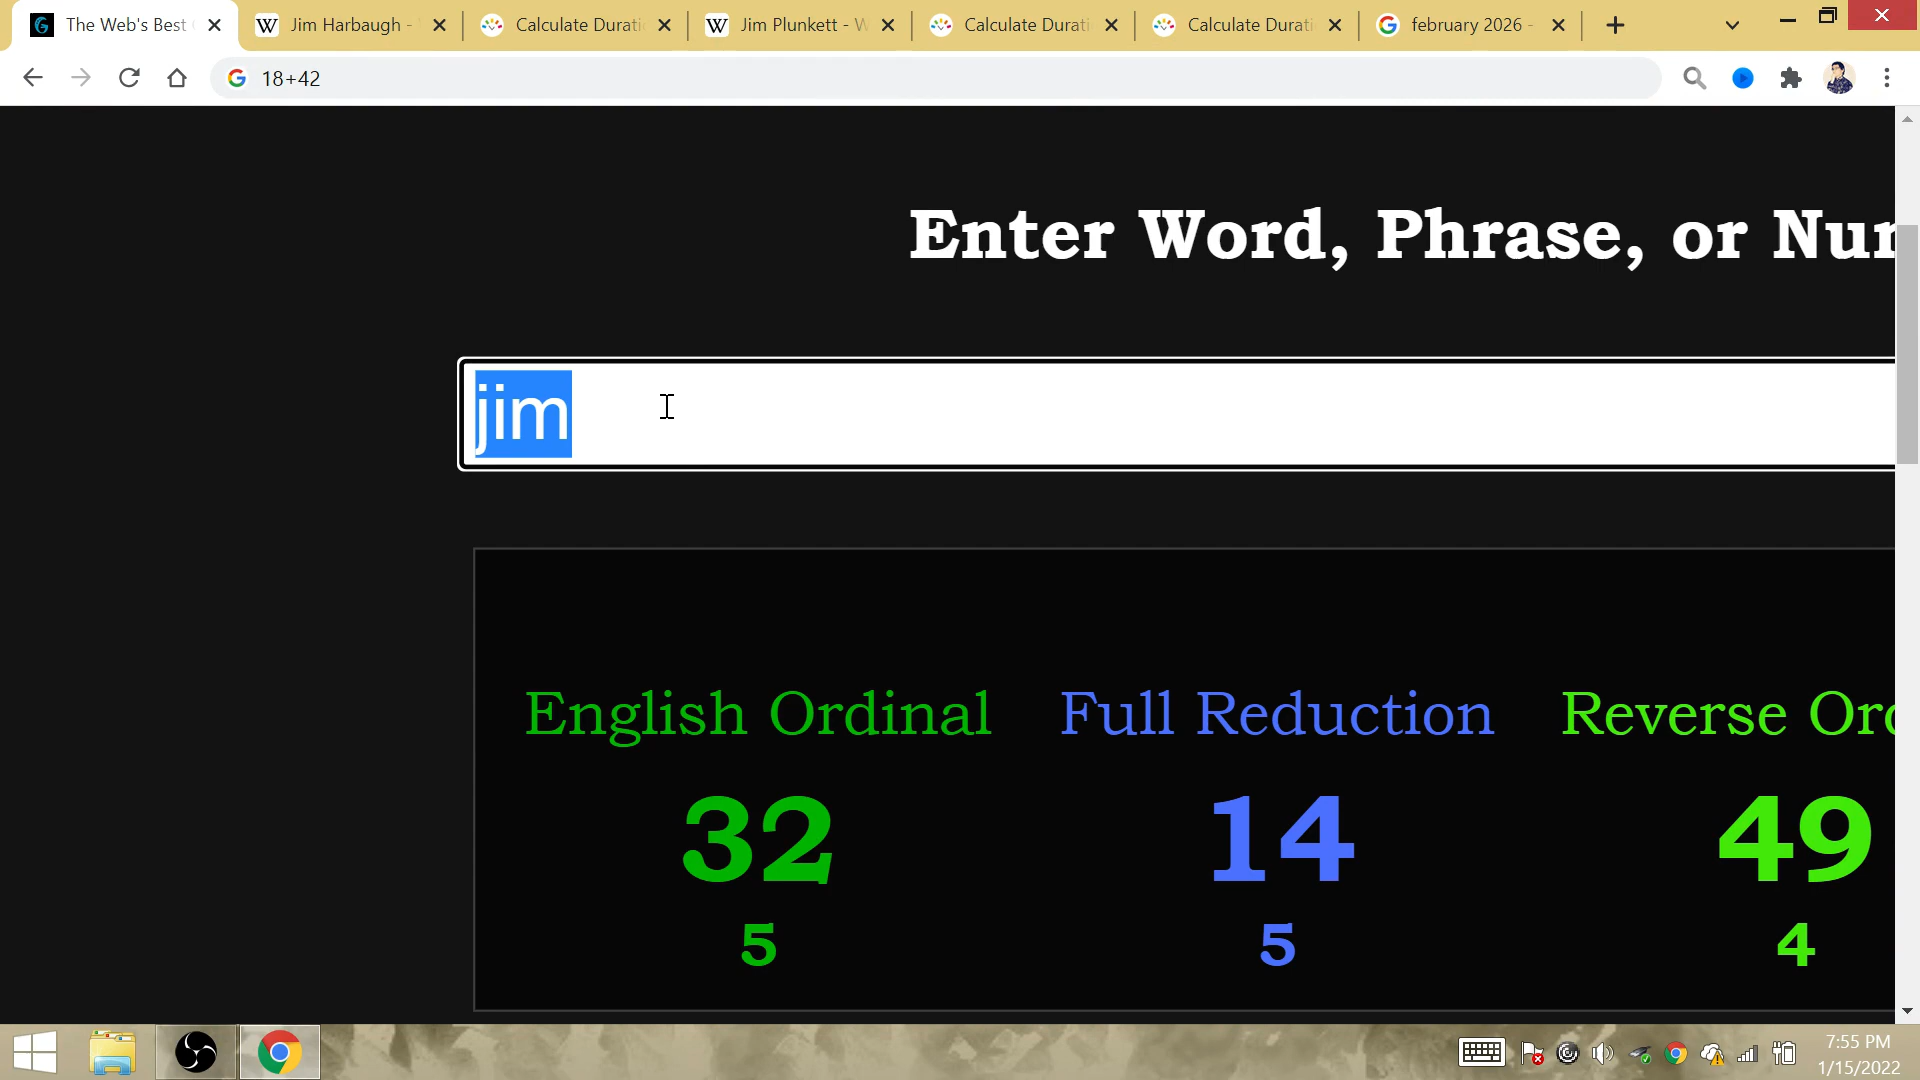 The Web's Best
Jim Harbaugh -
Calculate Durati
Jim Plunkett - W
Calculate Durati
Calculate Durati
february 2026 -
18+42
Enter Word, Phrase, or Nu
jim
English Ordinal
Full Reduction
Reverse Ord
32
14
49
5
5
4
7:55 PM
1/15/2022